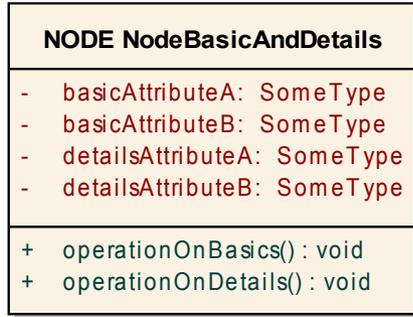 NODE NodeBasicAndDetails
- basicAttributeA: SomeType
- basicAttributeB: SomeType
- detailsAttributeA: SomeType
- detailsAttributeB: SomeType
+ operationOnBasics() : void
+ operationOnDetails() : void